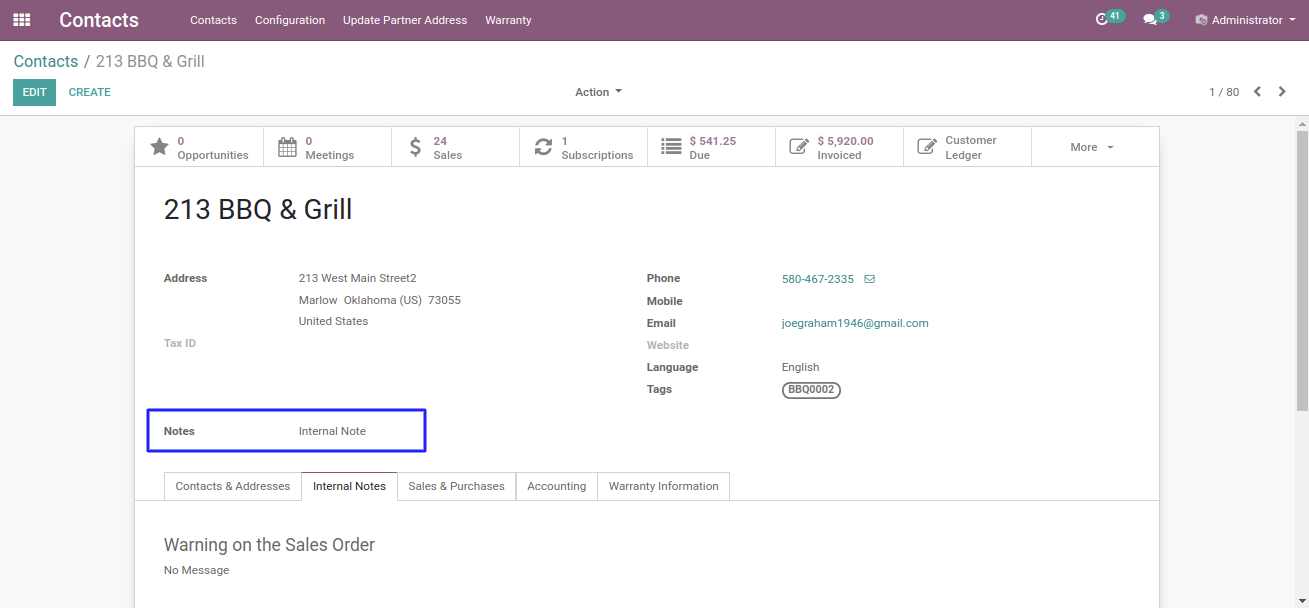 Contacts Contacts Configuration Update Partner Address Warranty 41 3 Administrator
Contacts / 213 BBQ & Grill
EDIT CREATE Action 1 / 80
0 Opportunities
0 Meetings
24 Sales
1 Subscriptions
$ 541.25 Due
$ 5,920.00 Invoiced
Customer Ledger
More
213 BBQ & Grill
Address 213 West Main Street2
Marlow Oklahoma (US) 73055
United States
Tax ID
Phone 580-467-2335
Mobile
Email joegraham1946@gmail.com
Website
Language English
Tags BBQ0002
Notes Internal Note
Contacts & Addresses Internal Notes Sales & Purchases Accounting Warranty Information
Warning on the Sales Order
No Message